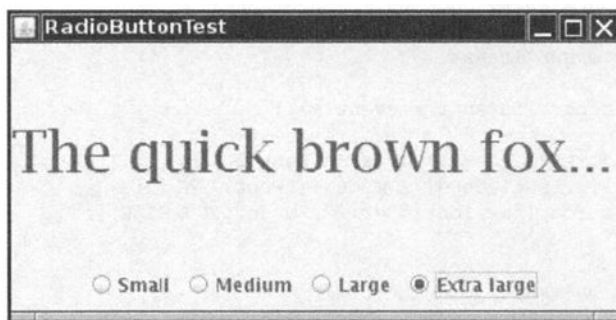 RadioButtonTest
The quick brown fox...
Small Medium Large Extra large